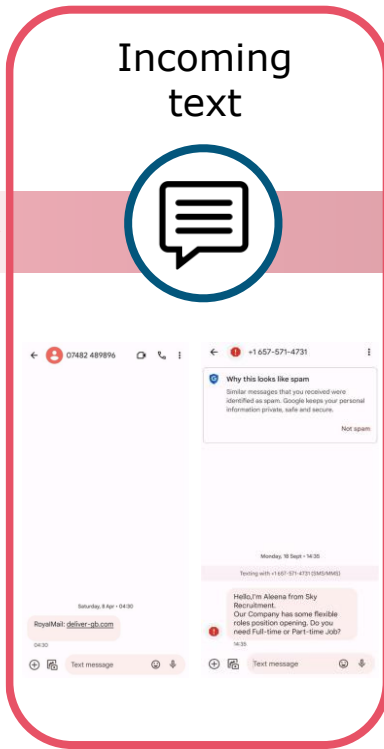 Incoming
text
07482 489896
Saturday, 8 Apr • 04:30
RoyalMail: deliver-gb.com
04:30
Text message
+1 657-571-4731
Why this looks like spam
Similar messages that you received were
identified as spam. Google keeps your personal
information private, safe and secure.
Not spam
Monday, 18 Sept • 14:35
Texting with +1 657-571-4731 (SMS/MMS)
Hello,I'm Aleena from Sky
Recruitment.
Our Company has some flexible
roles position opening. Do you
need Full-time or Part-time Job?
14:35
Text message